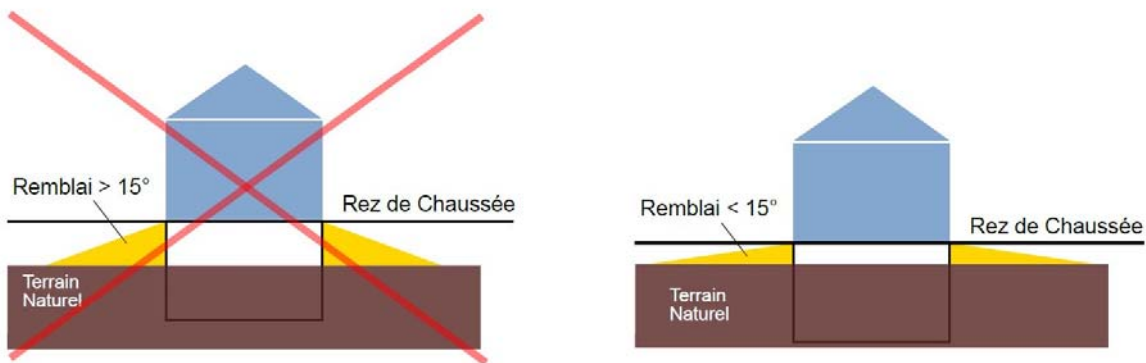 Remblai > 15°
Rez de Chaussée
Terrain
Naturel
Remblai < 15°
Rez de Chaussée
Terrain
Naturel